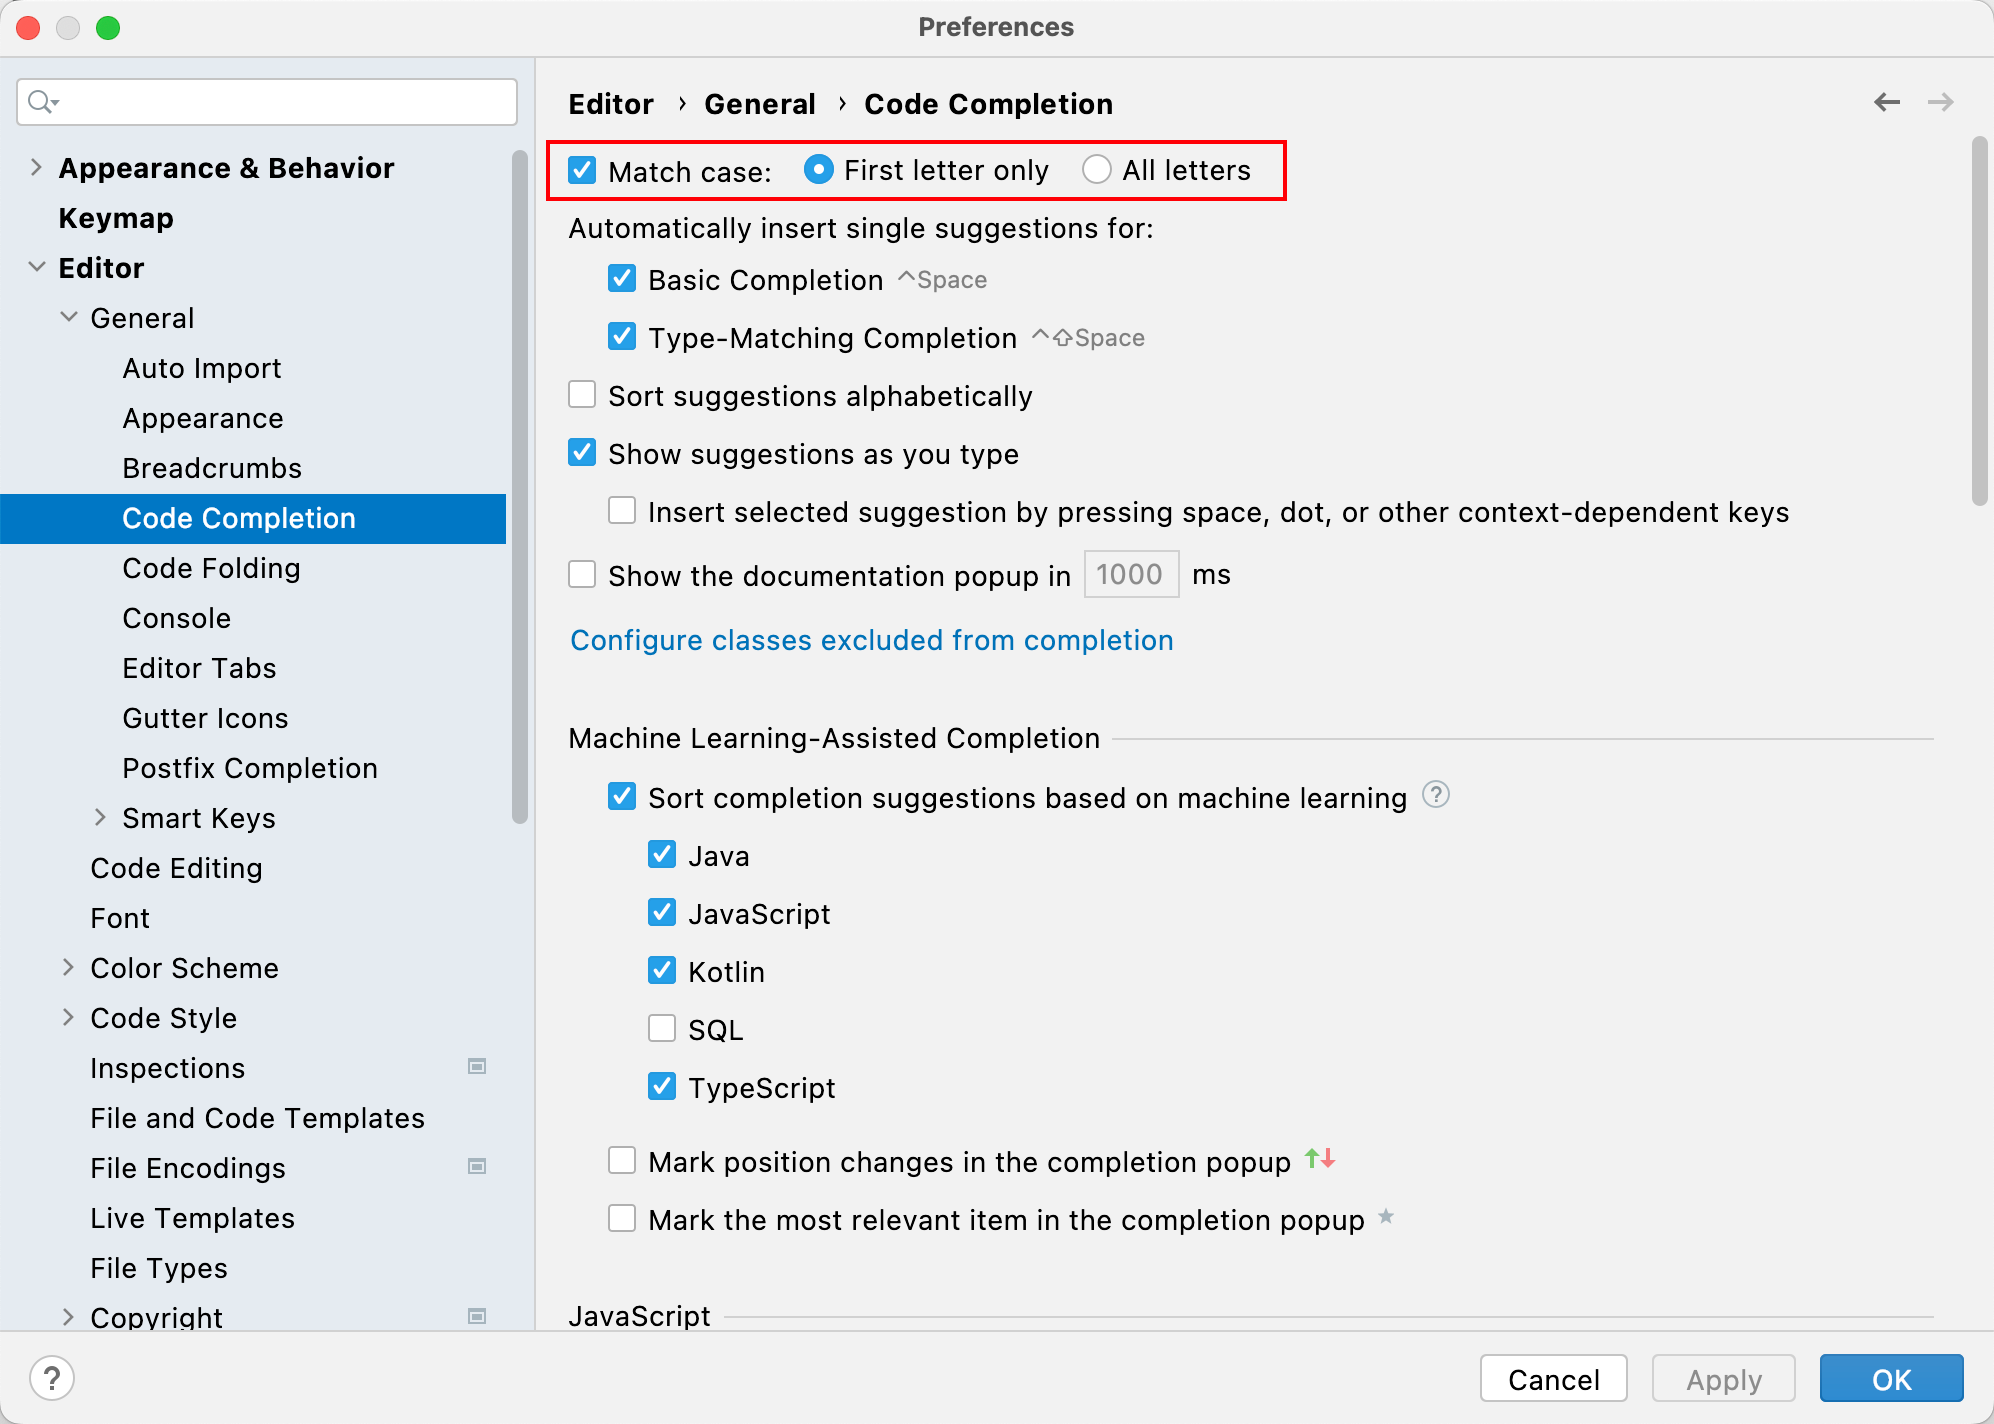 Preferences
Appearance & Behavior
Keymap
Editor
General
Auto Import
Appearance
Breadcrumbs
Code Completion
Code Folding
Console
Editor Tabs
Gutter Icons
Postfix Completion
Smart Keys
Code Editing
Font
Color Scheme
Code Style
Inspections
File and Code Templates
File Encodings
Live Templates
File Types
Copyright
Editor › General › Code Completion
Match case: First letter only All letters
Automatically insert single suggestions for:
Basic Completion ^Space
Type-Matching Completion ^⇧Space
Sort suggestions alphabetically
Show suggestions as you type
Insert selected suggestion by pressing space, dot, or other context-dependent keys
Show the documentation popup in 1000 ms
Configure classes excluded from completion
Machine Learning-Assisted Completion
Sort completion suggestions based on machine learning ?
Java
JavaScript
Kotlin
SQL
TypeScript
Mark position changes in the completion popup
Mark the most relevant item in the completion popup
JavaScript
? Cancel Apply OK